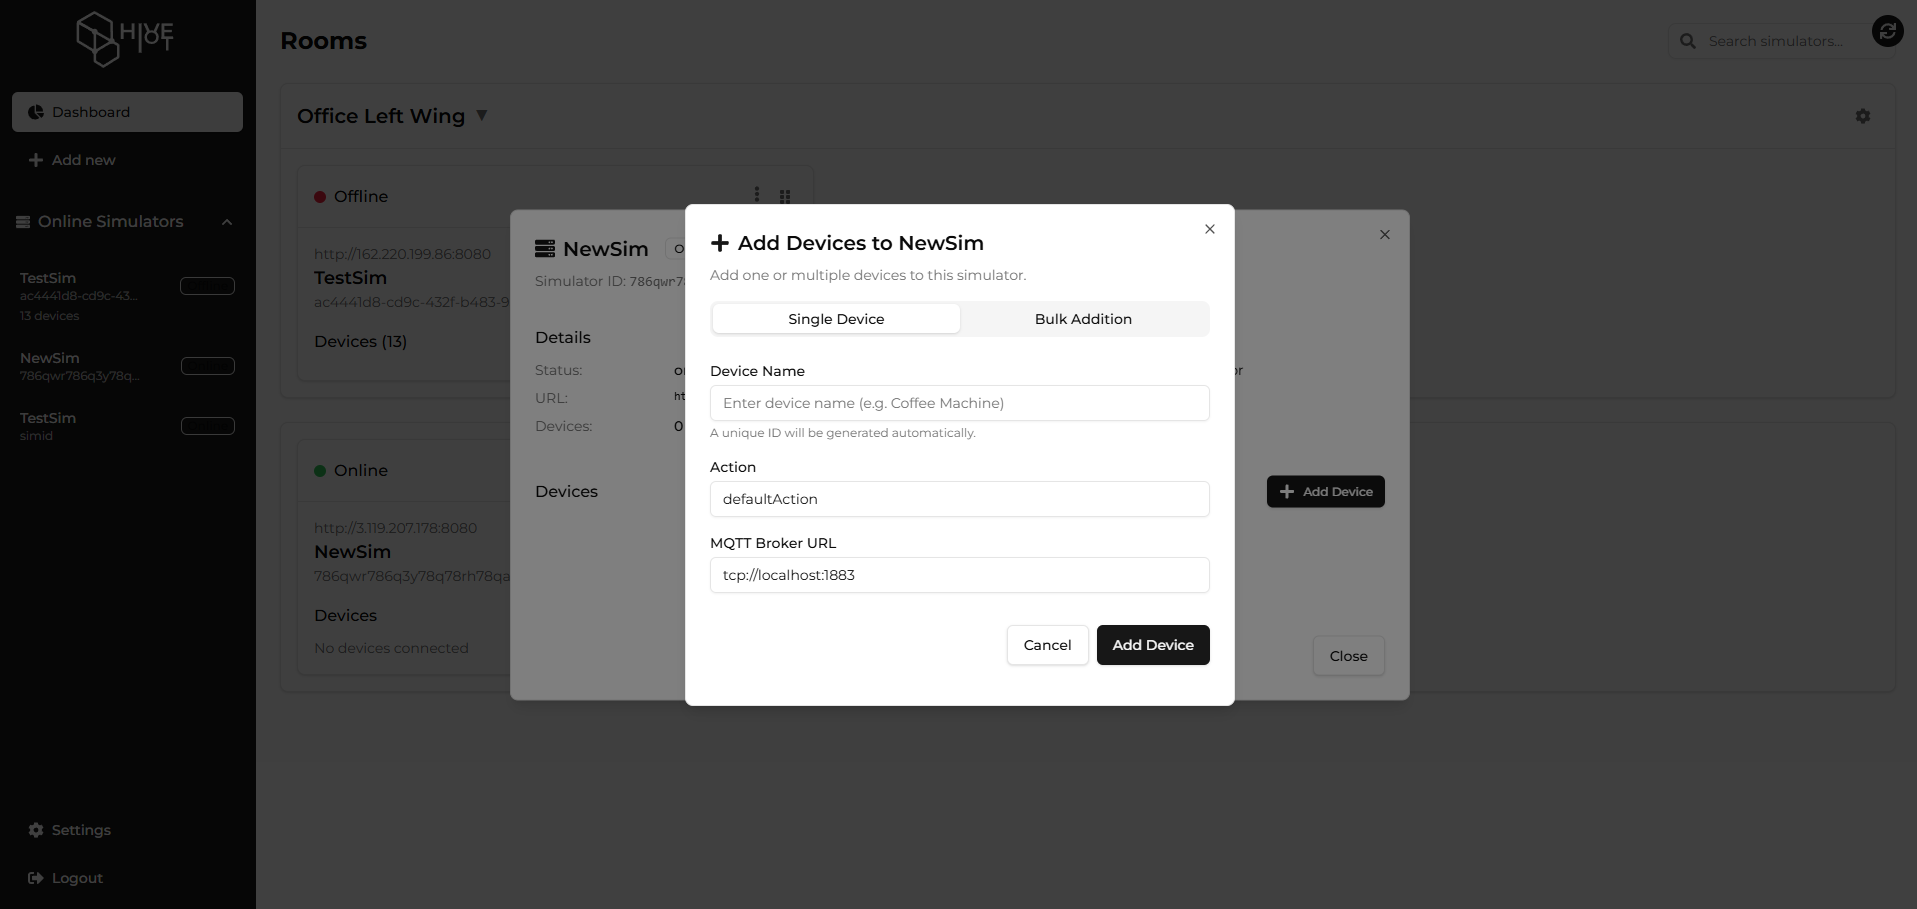 HIVE
IOT
Dashboard
Add new
Online Simulators
TestSim
ac4441d8-cd9c-43...
13 devices
NewSim
786qwr786q3y78q...
TestSim
simid
Settings
Logout
Rooms
Search simulators...
Office Left Wing
Offline
http://162.220.199.86:8080
TestSim
ac4441d8-cd9c-432f-b483-9
Devices (13)
Online
http://3.119.207.178:8080
NewSim
786qwr786q3y78q78rh78qa
Devices
No devices connected
NewSim
Simulator ID: 786qwr7
Details
Status:
URL:
Devices: 0
Devices
Add Device
Close
Add Devices to NewSim
Add one or multiple devices to this simulator.
Single Device
Bulk Addition
Device Name
Enter device name (e.g. Coffee Machine)
A unique ID will be generated automatically.
Action
defaultAction
MQTT Broker URL
tcp://localhost:1883
Cancel
Add Device